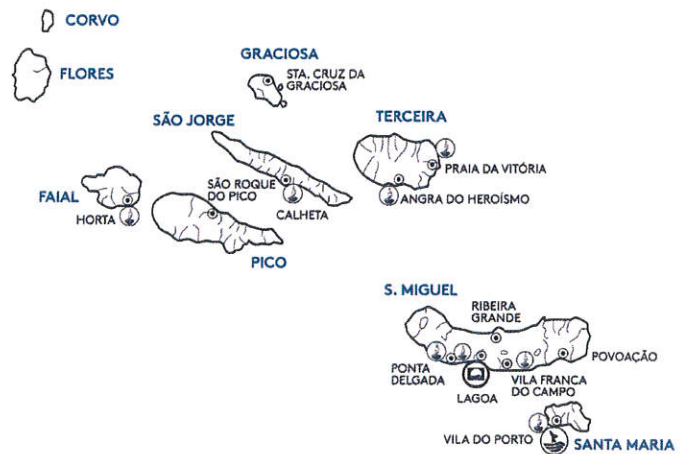 CORVO
FLORES
GRACIOSA
STA. CRUZ DA
GRACIOSA
SÃO JORGE
TERCEIRA
PRAIA DA VITÓRIA
SÃO ROQUE
DO PICO
ANGRA DO HEROÍSMO
FAIAL
HORTA
CALHETA
PICO
S. MIGUEL
RIBEIRA
GRANDE
POVOAÇÃO
PONTA
DELGADA
LAGOA
VILA FRANCA
DO CAMPO
VILA DO PORTO
SANTA MARIA